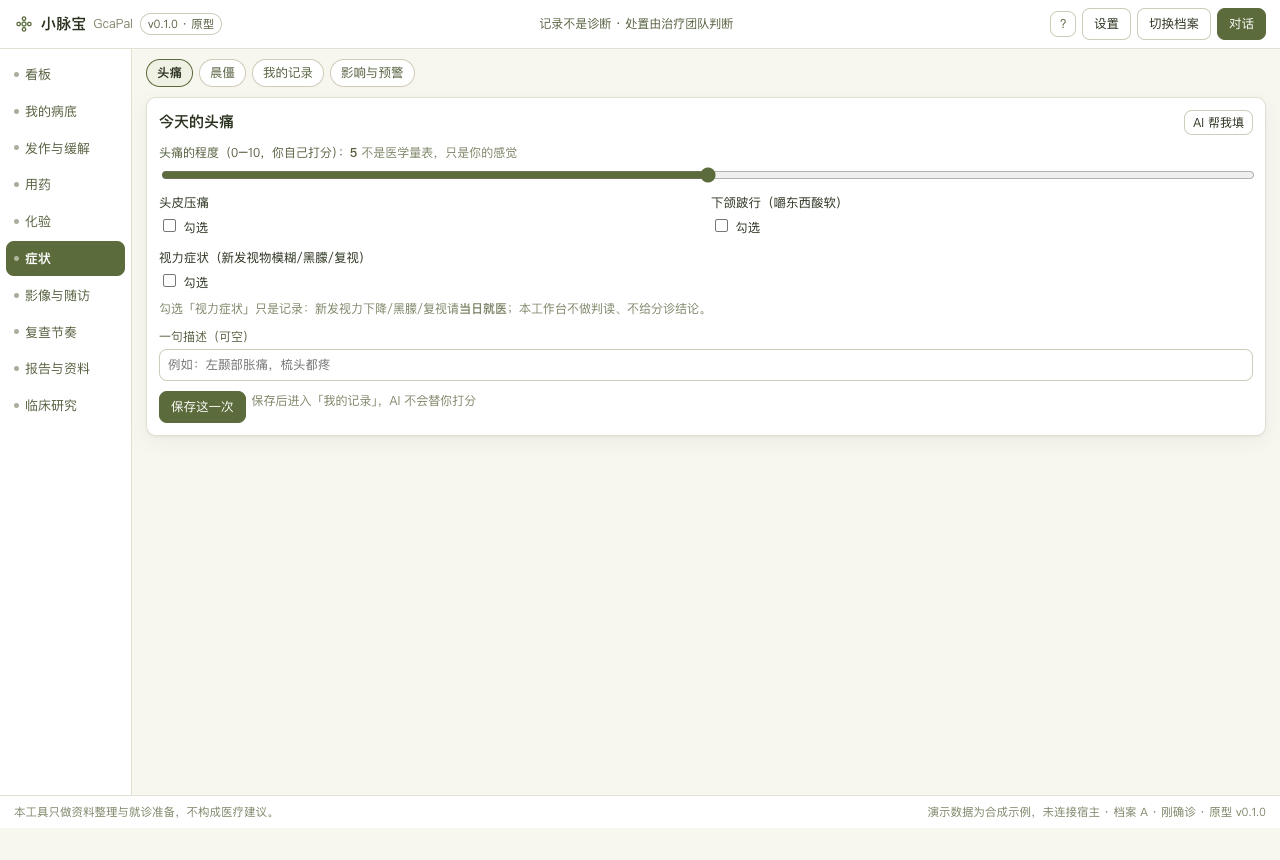 小脉宝 GcaPal v0.1.0 · 原型
记录不是诊断 · 处置由治疗团队判断
? 设置 切换档案 对话
看板
我的病底
发作与缓解
用药
化验
症状
影像与随访
复查节奏
报告与资料
临床研究
头痛 晨僵 我的记录 影响与预警
今天的头痛
AI 帮我填
头痛的程度（0–10，你自己打分）：5 不是医学量表，只是你的感觉
头皮压痛
勾选
下颌跛行（嚼东西酸软）
勾选
视力症状（新发视物模糊/黑矇/复视）
勾选
勾选「视力症状」只是记录：新发视力下降/黑矇/复视请当日就医；本工作台不做判读、不给分诊结论。
一句描述（可空）
例如：左颞部胀痛，梳头都疼
保存这一次 保存后进入「我的记录」，AI 不会替你打分
本工具只做资料整理与就诊准备，不构成医疗建议。
演示数据为合成示例，未连接宿主 · 档案 A · 刚确诊 · 原型 v0.1.0